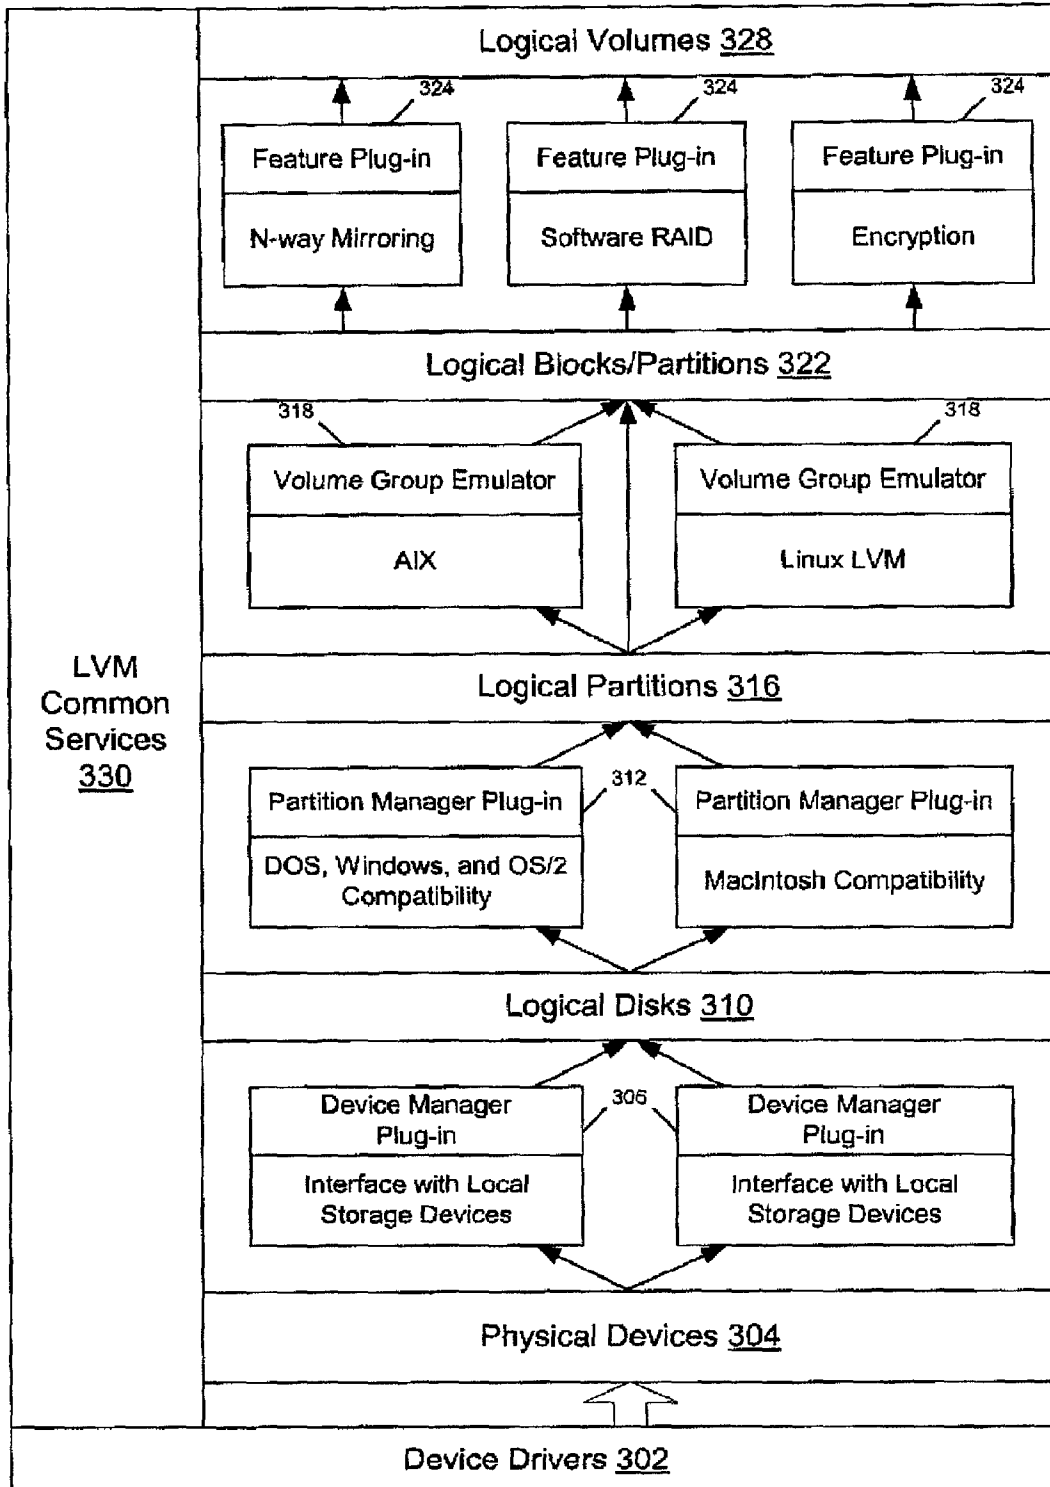 Logical Volumes 328
324
324
324
Feature Plug-in
N-way Mirroring
Feature Plug-in
Software RAID
Feature Plug-in
Encryption
Logical Blocks/Partitions 322
318
318
Volume Group Emulator
AIX
Volume Group Emulator
Linux LVM
LVM
Common
Services
330
Logical Partitions 316
312
Partition Manager Plug-in
DOS, Windows, and OS/2
Compatibility
Partition Manager Plug-in
MacIntosh Compatibility
Logical Disks 310
306
Device Manager
Plug-in
Interface with Local
Storage Devices
Device Manager
Plug-in
Interface with Local
Storage Devices
Physical Devices 304
Device Drivers 302